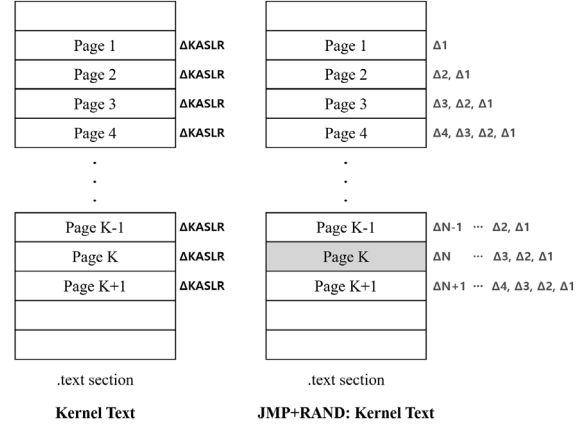 Page 1 ΔKASLR Page 1 Δ1
Page 2 ΔKASLR Page 2 Δ2, Δ1
Page 3 ΔKASLR Page 3 Δ3, Δ2, Δ1
Page 4 ΔKASLR Page 4 Δ4, Δ3, Δ2, Δ1
Page K-1 ΔKASLR Page K-1 ΔN-1 ··· Δ2, Δ1
Page K ΔKASLR Page K ΔN ··· Δ3, Δ2, Δ1
Page K+1 ΔKASLR Page K+1 ΔN+1 ··· Δ4, Δ3, Δ2, Δ1
.text section .text section
Kernel Text JMP+RAND: Kernel Text